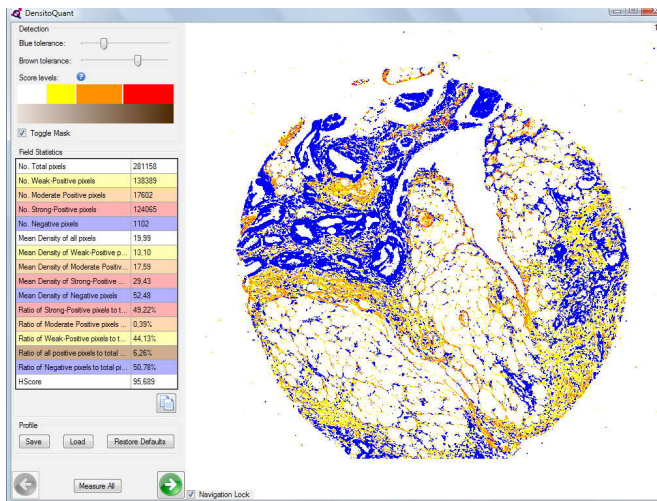 DensitoQuant
Detection
Blue tolerance:
Brown tolerance:
Score levels:
Toggle Mask
Field Statistics
No. Total pixels 281158
No. Weak-Positive pixels 138389
No. Moderate Positive pixels 17602
No. Strong-Positive pixels 124065
No. Negative pixels 1102
Mean Density of all pixels 19,99
Mean Density of Weak-Positive p... 13,10
Mean Density of Moderate Positiv... 17,59
Mean Density of Strong-Positive ... 29,43
Mean Density of Negative pixels 52,48
Ratio of Strong-Positive pixels to t... 49,22%
Ratio of Moderate Positive pixels ... 0,39%
Ratio of Weak-Positive pixels to t... 44,13%
Ratio of all positive pixels to total ... 6,26%
Ratio of Negative pixels to total pi... 50,78%
HScore 95,689
Profile
Save Load Restore Defaults
Measure All
Navigation Lock